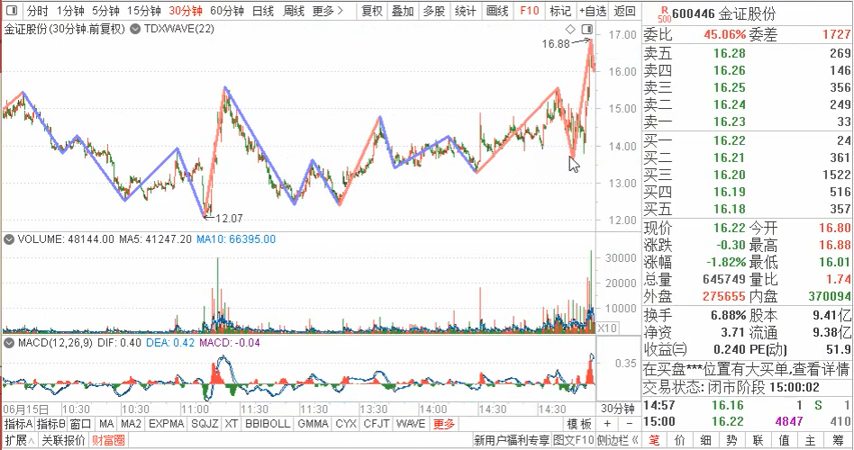 分时 1分钟 5分钟 15分钟 30分钟 60分钟 日线 周线 更多 > 复权 叠加 多股 统计 画线 F10 标记 +自选 返回
金证股份(30分钟.前复权) TDXWAVE(22)
16.88
12.07
17.00
16.00
15.00
14.00
13.00
12.00
VOLUME: 48144.00 MA5: 41247.20 MA10: 66395.00
30000
20000
10000
X10
MACD(12,26,9) DIF: 0.40 DEA: 0.42 MACD: -0.04
0.35
06月15日 10:30 10:30 11:00 11:30 11:30 13:30 14:00 14:30 14:30 30分钟
指标A 指标B 窗口 MA MA2 EXPMA SQJZ XT BBIBOLL GMMA CYX CFJT WAVE 更多 模板 + -
扩展∧ 关联报价 财富圈 新用户福利专享 图文F10 侧边栏 《
R 500 600446 金证股份
委比 45.06% 委差 1727
卖五 16.28 269
卖四 16.26 146
卖三 16.25 356
卖二 16.24 249
卖一 16.23 33
买一 16.22 24
买二 16.21 361
买三 16.20 1522
买四 16.19 516
买五 16.18 357
现价 16.22 今开 16.80
涨跌 -0.30 最高 16.88
涨幅 -1.82% 最低 16.01
总量 645749 量比 1.74
外盘 275655 内盘 370094
换手 6.88% 股本 9.41亿
净资 3.71 流通 9.38亿
收益㈢ 0.240 PE(动) 51.9
在买盘***位置有大买单,查看详情
交易状态: 闭市阶段 15:00:02
14:57 16.16 1 S 1
15:00 16.22 4847 410
笔 价 细 势 联 值 主 筹